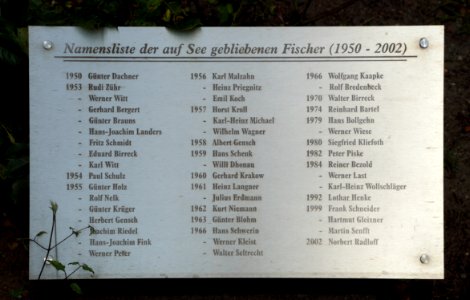 Namensliste der auf See gebliebenen Fischer (1950 - 2002)
1950 Günter Dachner
1953 Rudi Zühr
- Werner Witt
- Gerhard Bergert
- Günter Brauns
- Hans-Joachim Landers
- Fritz Schmidt
- Eduard Birreck
- Karl Witt
1954 Paul Schulz
1955 Günter Holz
- Rolf Nelk
- Günter Krüger
- Herbert Gensch
- Joachim Riedel
- Hans-Joachim Fink
- Werner Peter
1956 Karl Malzahn
- Heinz Priegnitz
- Emil Koch
1957 Horst Kroll
- Karl-Heinz Michael
- Wilhelm Wagner
1958 Albert Gensch
1959 Hans Schenk
- Willi Dhonau
1960 Gerhard Krakow
1961 Heinz Langner
- Julius Erdmann
1962 Kurt Niemann
1963 Günter Blohm
1966 Hans Schwerin
- Werner Kleist
- Walter Seltrecht
1966 Wolfgang Kaapke
- Rolf Bredenbeck
1970 Walter Birreck
1974 Reinhard Bartel
1979 Hans Bollgehn
- Werner Wiese
1980 Siegfried Kliefoth
1982 Peter Piske
1984 Reiner Bezold
- Werner Last
- Karl-Heinz Wolfschläger
1992 Lothar Henke
1999 Frank Schneider
- Hartmut Gleixner
- Martin Senfft
2002 Norbert Radloff